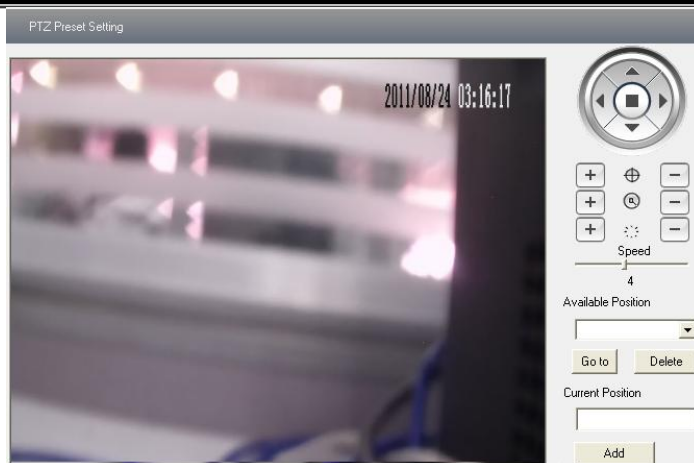 PTZ Preset Setting
2011/08/24 03:16:17
Speed
4
Available Position
Go to
Delete
Current Position
Add